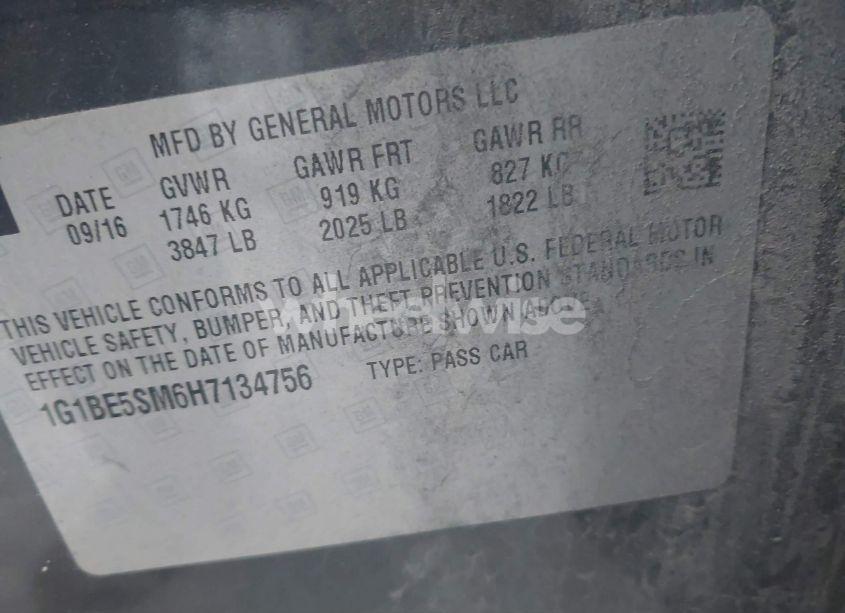 MFD BY GENERAL MOTORS LLC
DATE GVWR GAWR FRT GAWR RR
09/16 1746 KG 919 KG 827 KG
3847 LB 2025 LB 1822 LB
THIS VEHICLE CONFORMS TO ALL APPLICABLE U.S. FEDERAL MOTOR
VEHICLE SAFETY, BUMPER, AND THEFT PREVENTION STANDARDS IN
EFFECT ON THE DATE OF MANUFACTURE SHOWN
1G1BE5SM6H7134756 TYPE: PASS CAR